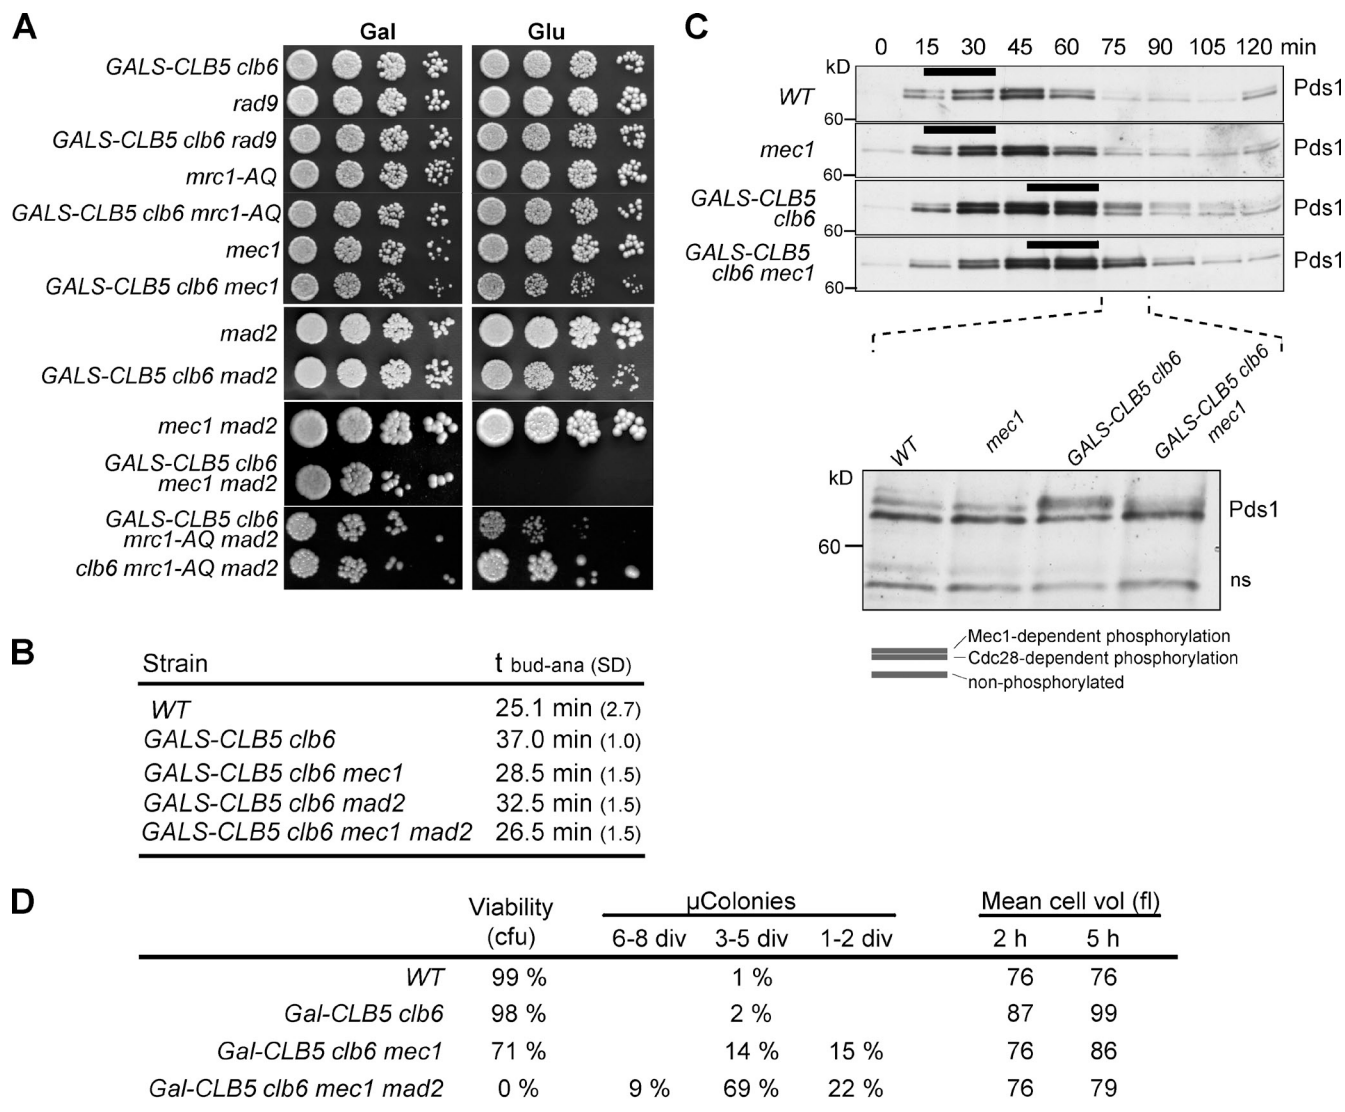 A
Gal Glu
GALS-CLB5 clb6
rad9
GALS-CLB5 clb6 rad9
mrc1-AQ
GALS-CLB5 clb6 mrc1-AQ
mec1
GALS-CLB5 clb6 mec1
mad2
GALS-CLB5 clb6 mad2
mec1 mad2
GALS-CLB5 clb6
mec1 mad2
GALS-CLB5 clb6
mrc1-AQ mad2
clb6 mrc1-AQ mad2
B
Strain t bud-ana (SD)
WT 25.1 min (2.7)
GALS-CLB5 clb6 37.0 min (1.0)
GALS-CLB5 clb6 mec1 28.5 min (1.5)
GALS-CLB5 clb6 mad2 32.5 min (1.5)
GALS-CLB5 clb6 mec1 mad2 26.5 min (1.5)
C
0 15 30 45 60 75 90 105 120 min
kD
WT Pds1
60
mec1 Pds1
60
GALS-CLB5
clb6 Pds1
60
GALS-CLB5
clb6 mec1 Pds1
60
WT
mec1
GALS-CLB5 clb6
GALS-CLB5 clb6
mec1
kD
Pds1
60
ns
Mec1-dependent phosphorylation
Cdc28-dependent phosphorylation
non-phosphorylated
D
Viability
(cfu)
µColonies
Mean cell vol (fl)
6-8 div 3-5 div 1-2 div 2 h 5 h
WT 99 % 1 % 76 76
Gal-CLB5 clb6 98 % 2 % 87 99
Gal-CLB5 clb6 mec1 71 % 14 % 15 % 76 86
Gal-CLB5 clb6 mec1 mad2 0 % 9 % 69 % 22 % 76 79